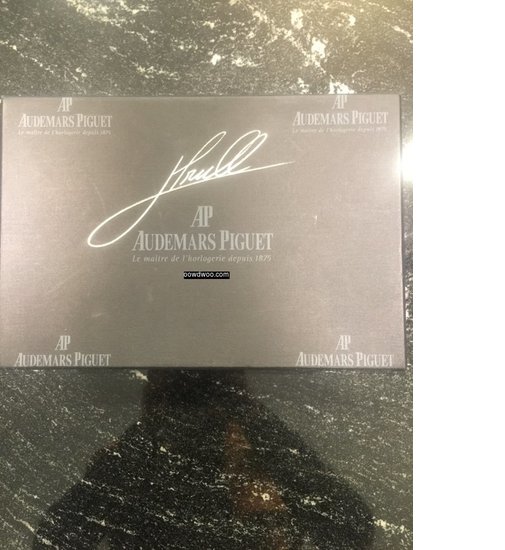 AP AP
AUDEMARS PIGUET AUDEMARS PIGUET
Le maître de l'horlogerie depuis 1875 Le maître de l'horlogerie depuis 1875
AP
AUDEMARS PIGUET
Le maître de l'horlogerie depuis 1875
oowdwoo.com
AP AP
AUDEMARS PIGUET AUDEMARS PIGUET